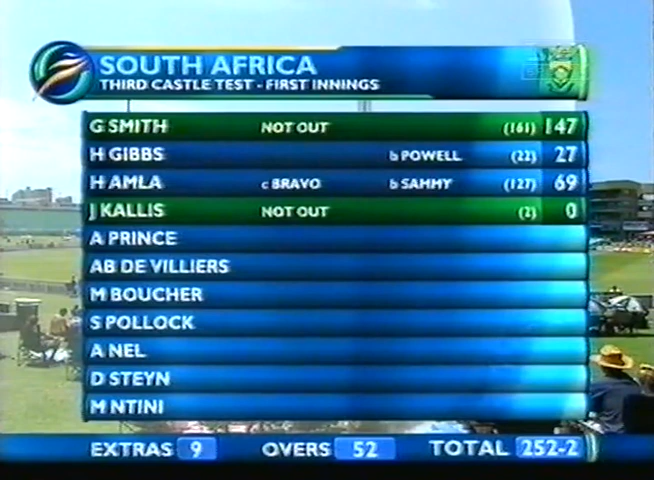 SOUTH AFRICA
THIRD CASTLE TEST - FIRST INNINGS
G SMITH NOT OUT (161) 147
H GIBBS b POWELL (22) 27
H AMLA c BRAVO b SAMMY (127) 69
J KALLIS NOT OUT (2) 0
A PRINCE
AB DE VILLIERS
M BOUCHER
S POLLOCK
A NEL
D STEYN
M NTINI
EXTRAS 9 OVERS 52 TOTAL 252-2